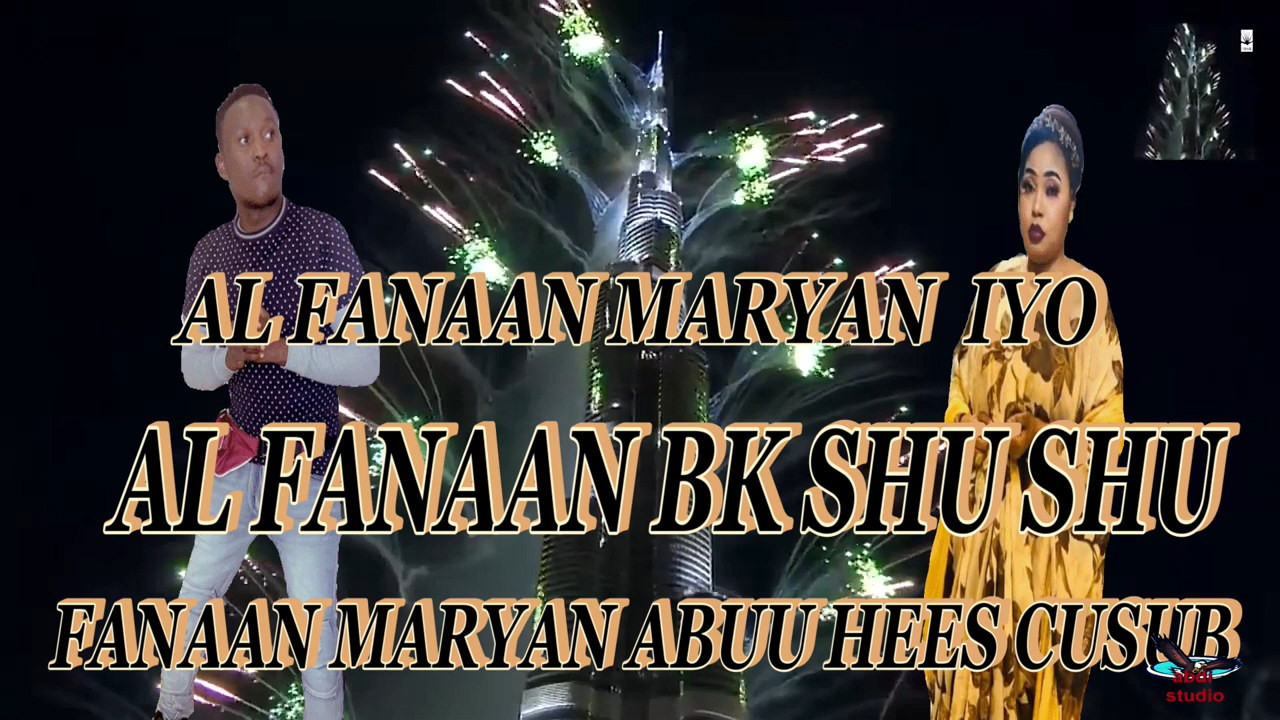 AL FANAAN MARYAN IYO
AL FANAAN BK SHU SHU
FANAAN MARYAN ABUU HEES CUSUB
abdi
studio